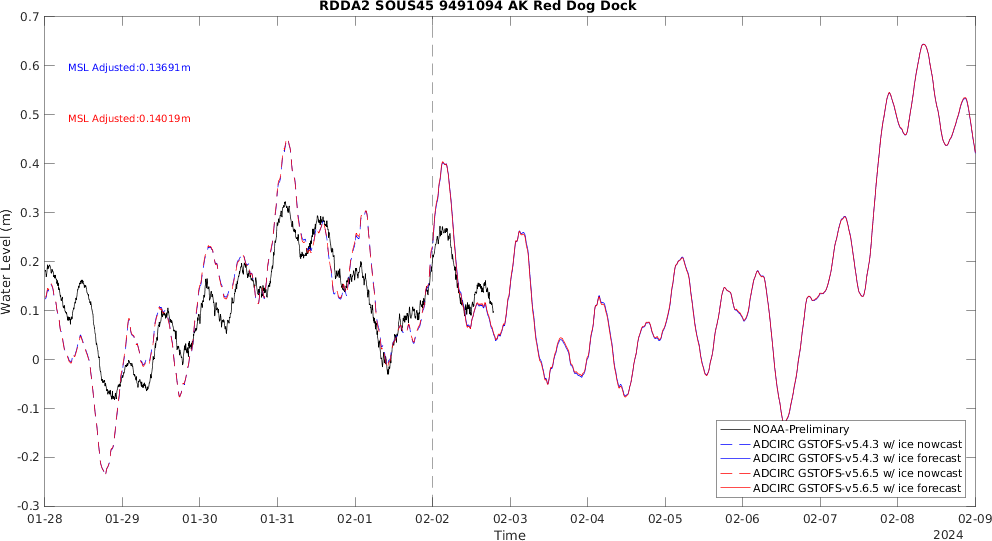 RDDA2 SOUS45 9491094 AK Red Dog Dock
0.7
0.6
0.5
0.4
0.3
0.2
0.1
0
-0.1
-0.2
-0.3
Water Level (m)
MSL Adjusted:0.13691m
MSL Adjusted:0.14019m
NOAA-Preliminary
ADCIRC GSTOFS-v5.4.3 w/ ice nowcast
ADCIRC GSTOFS-v5.4.3 w/ ice forecast
ADCIRC GSTOFS-v5.6.5 w/ ice nowcast
ADCIRC GSTOFS-v5.6.5 w/ ice forecast
01-28 01-29 01-30 01-31 02-01 02-02 02-03 02-04 02-05 02-06 02-07 02-08 02-09
Time
2024